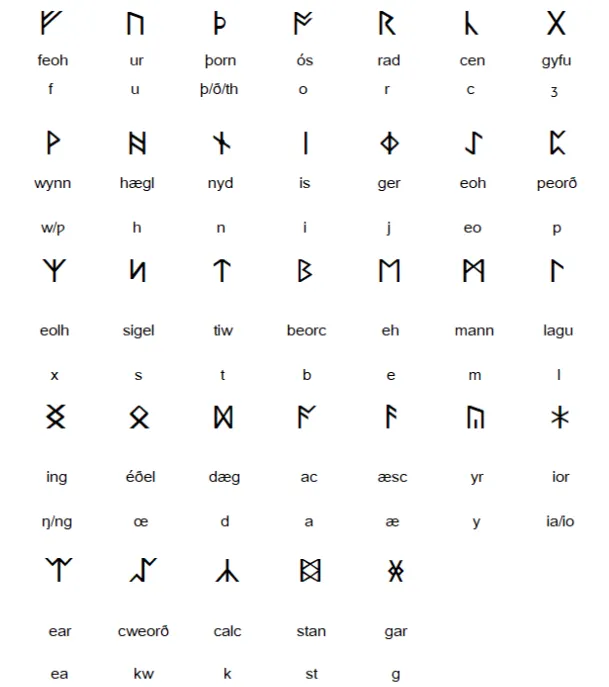 ᚠ ᚢ ᚦ ᚩ ᚱ ᚳ ᚷ
feoh ur þorn ós rad cen gyfu
f u þ/ð/th o r c ʒ
ᚹ ᚻ ᚾ ᛁ ᛄ ᛇ ᛈ
wynn hægl nyd is ger eoh peorð
w/p h n i j eo p
ᛉ ᛋ ᛏ ᛒ ᛖ ᛗ ᛚ
eolh sigel tiw beorc eh mann lagu
x s t b e m l
ᛝ ᛟ ᛞ ᚪ ᚫ ᚣ ᛡ
ing éðel dæg ac æsc yr ior
ŋ/ng œ d a æ y ia/io
ᛠ ᛢ ᛣ ᛥ ᚸ
ear cweorð calc stan gar
ea kw k st g